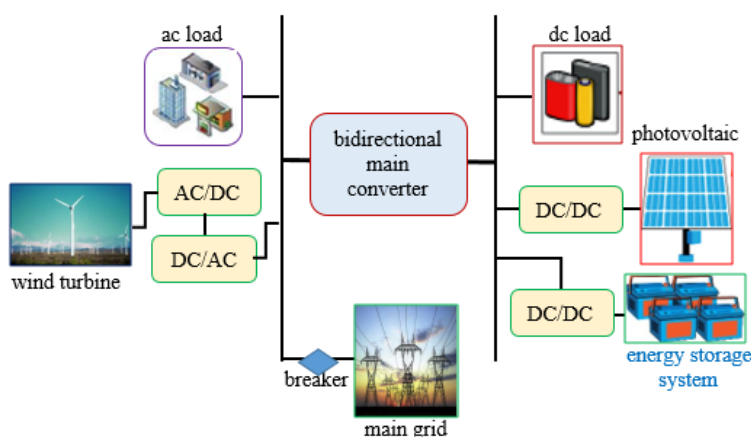 ac load
dc load
bidirectional
main
converter
photovoltaic
AC/DC
DC/DC
DC/AC
wind turbine
DC/DC
energy storage
system
breaker
main grid